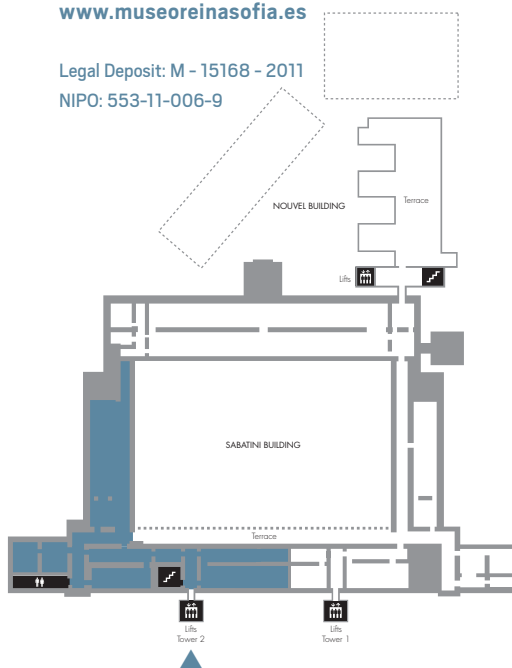 www.museoreinasofia.es
Legal Deposit: M - 15168 - 2011
NIPO: 553-11-006-9
NOUVEL BUILDING
Terrace
Lifts
SABATINI BUILDING
Terrace
Lifts
Tower 2
Lifts
Tower 1